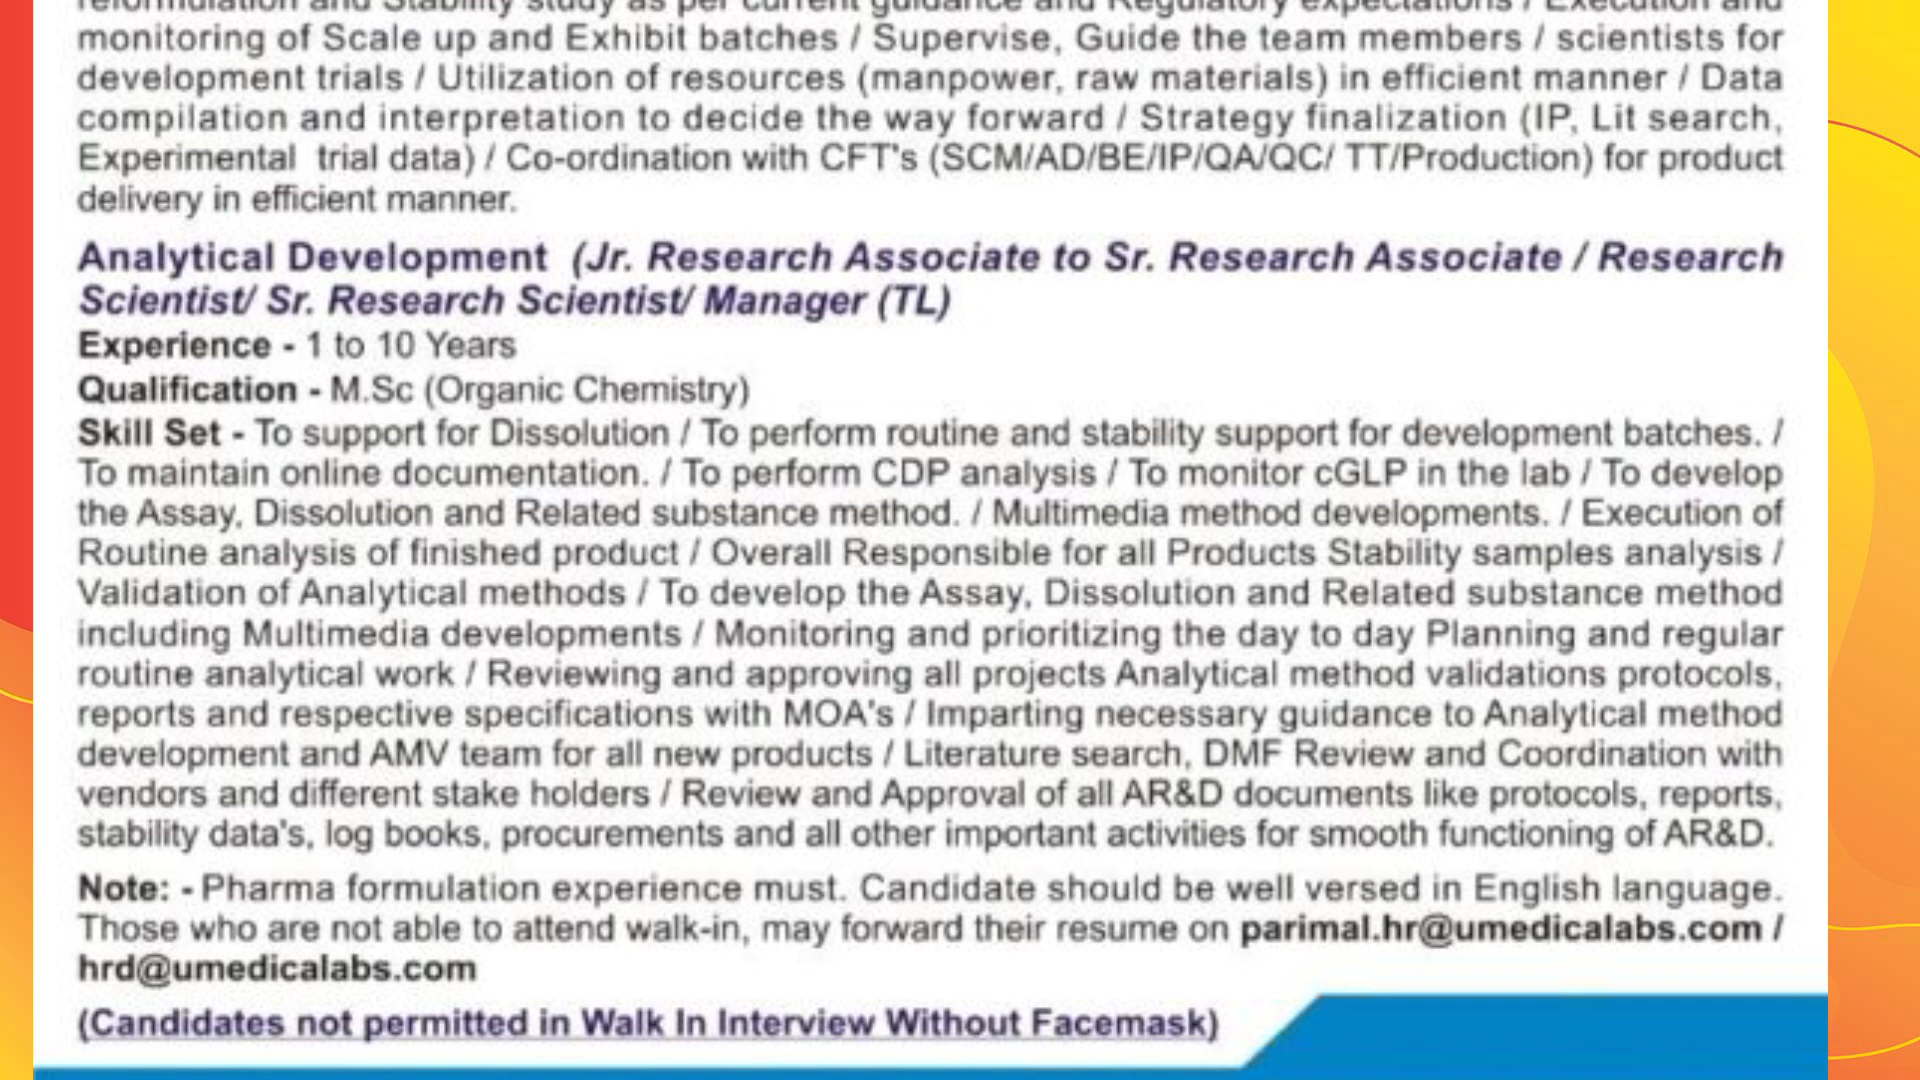 reformulation and Stability study as per current guidance and Regulatory expectations / Execution and
monitoring of Scale up and Exhibit batches / Supervise, Guide the team members / scientists for
development trials / Utilization of resources (manpower, raw materials) in efficient manner / Data
compilation and interpretation to decide the way forward / Strategy finalization (IP, Lit search,
Experimental trial data) / Co-ordination with CFT's (SCM/AD/BE/IP/QA/QC/ TT/Production) for product
delivery in efficient manner.
Analytical Development (Jr. Research Associate to Sr. Research Associate / Research
Scientist/ Sr. Research Scientist/ Manager (TL)
Experience - 1 to 10 Years
Qualification - M.Sc (Organic Chemistry)
Skill Set - To support for Dissolution / To perform routine and stability support for development batches. /
To maintain online documentation. / To perform CDP analysis / To monitor cGLP in the lab / To develop
the Assay, Dissolution and Related substance method. / Multimedia method developments. / Execution of
Routine analysis of finished product / Overall Responsible for all Products Stability samples analysis /
Validation of Analytical methods / To develop the Assay, Dissolution and Related substance method
including Multimedia developments / Monitoring and prioritizing the day to day Planning and regular
routine analytical work / Reviewing and approving all projects Analytical method validations protocols,
reports and respective specifications with MOA's / Imparting necessary guidance to Analytical method
development and AMV team for all new products / Literature search, DMF Review and Coordination with
vendors and different stake holders / Review and Approval of all AR&D documents like protocols, reports,
stability data's, log books, procurements and all other important activities for smooth functioning of AR&D.
Note: - Pharma formulation experience must. Candidate should be well versed in English language.
Those who are not able to attend walk-in, may forward their resume on parimal.hr@umedicalabs.com /
hrd@umedicalabs.com
(Candidates not permitted in Walk In Interview Without Facemask)